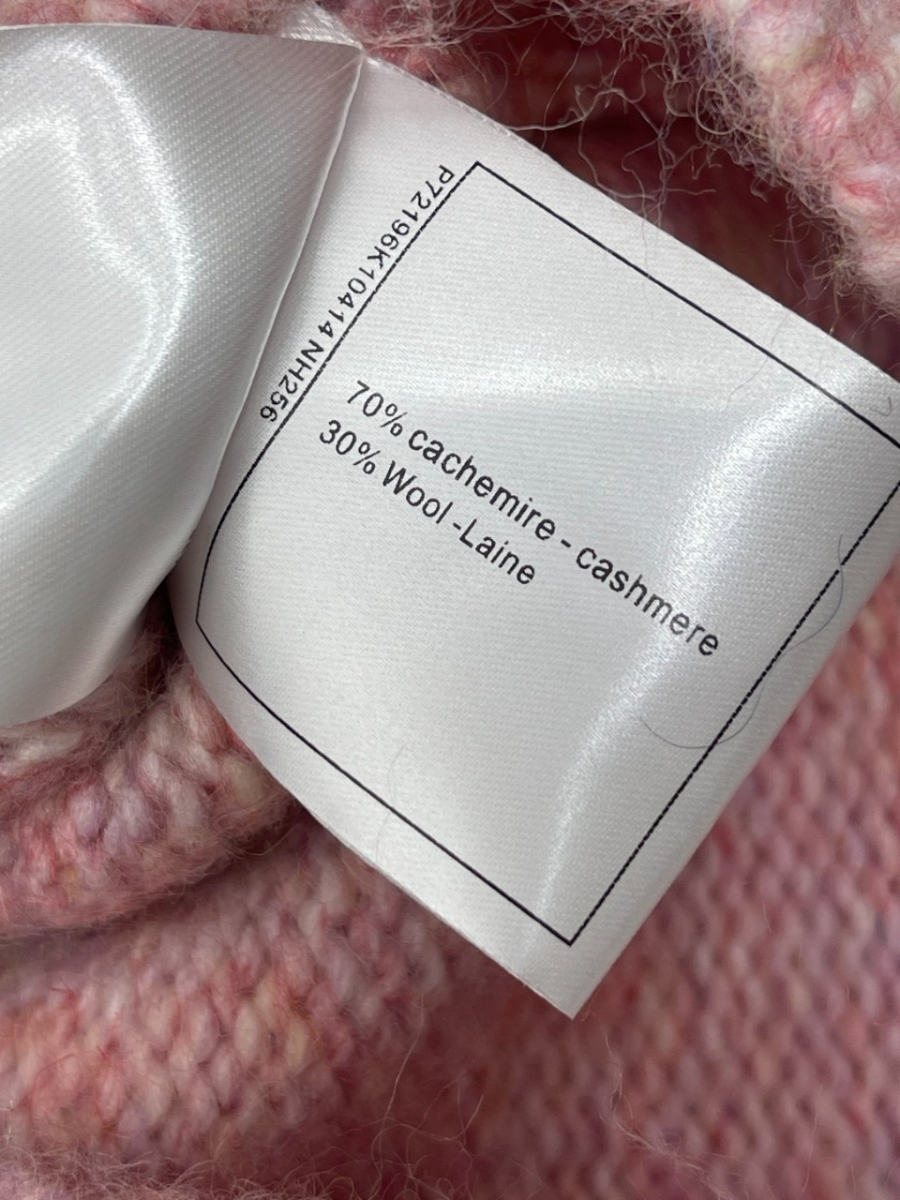 P72196K10414 NH256
70% cachemire - cashmere
30% Wool -Laine